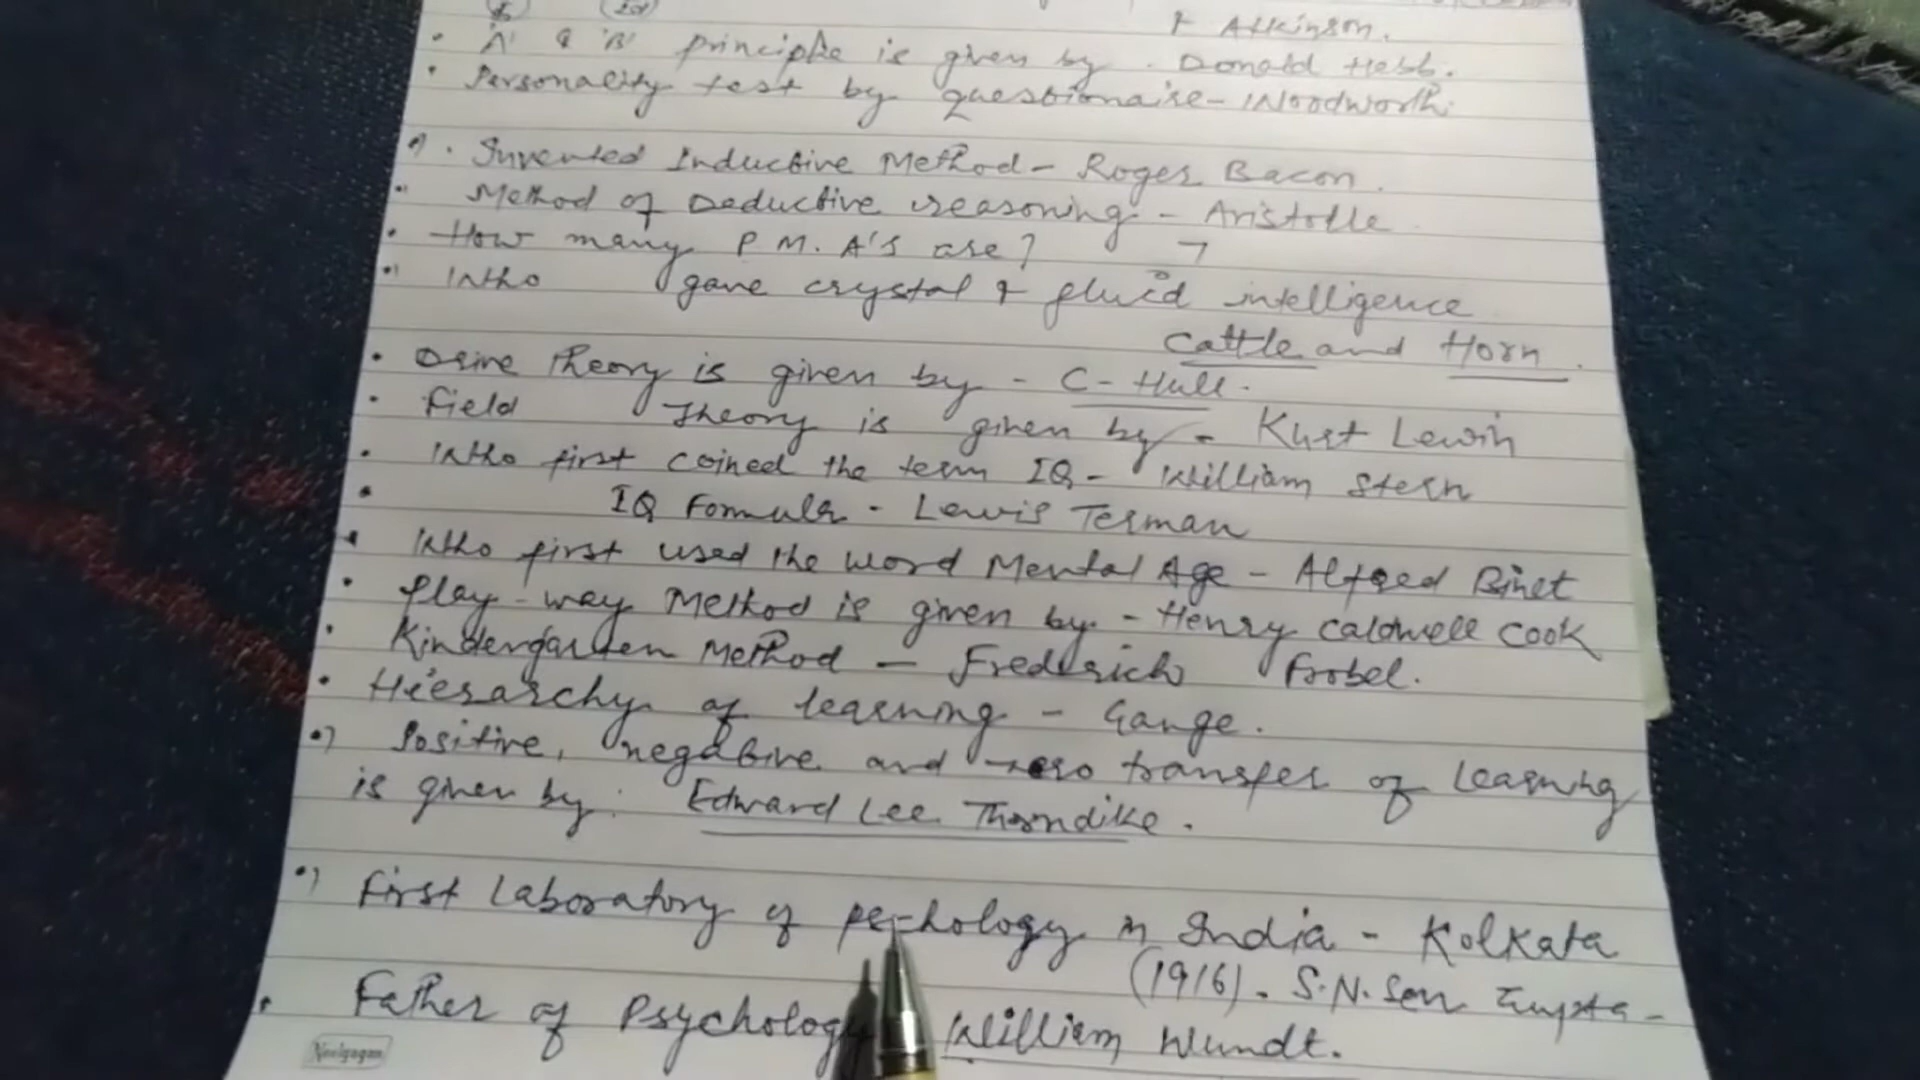 & Atkinson.
• 'A' & 'B' principle is given by - Donald Hebb.
• Personality test by questionaire - Woodworth.
• Invented Inductive Method - Roger Bacon.
• Method of Deductive reasoning - Aristolle
• How many P.M.A's are? 7
• Who gave crystal & fluid intelligence
Cattle and Horn.
• Drive theory is given by - C-Hull.
• Field Theory is given by - Kurt Lewin
• Who first coined the term IQ - William Stern
• IQ Formula - Lewis Terman
• Who first used the word Mental Age - Alfred Binet
• Play-way Method is given by - Henry Caldwell Cook
• Kindergarten Method - Frederich Frobel.
• Hierarchy of learning - Gange.
• Positive, negative and zero transfer of Learning
is given by: Edward Lee Thorndike.
• First Laboratory of pechology in India - Kolkata
(1916). S.N. Sen Gupta -
• Father of Psychology William Wundt.
Neelgagan